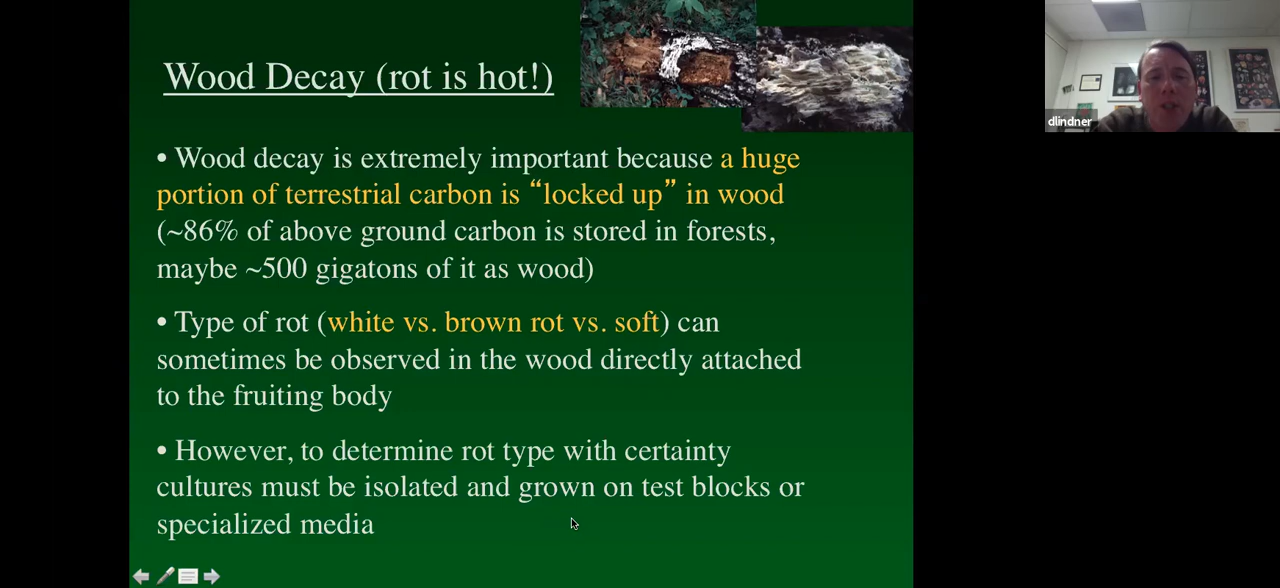 Wood Decay (rot is hot!)
dlindner
• Wood decay is extremely important because a huge
portion of terrestrial carbon is “locked up” in wood
(~86% of above ground carbon is stored in forests,
maybe ~500 gigatons of it as wood)
• Type of rot (white vs. brown rot vs. soft) can
sometimes be observed in the wood directly attached
to the fruiting body
• However, to determine rot type with certainty
cultures must be isolated and grown on test blocks or
specialized media